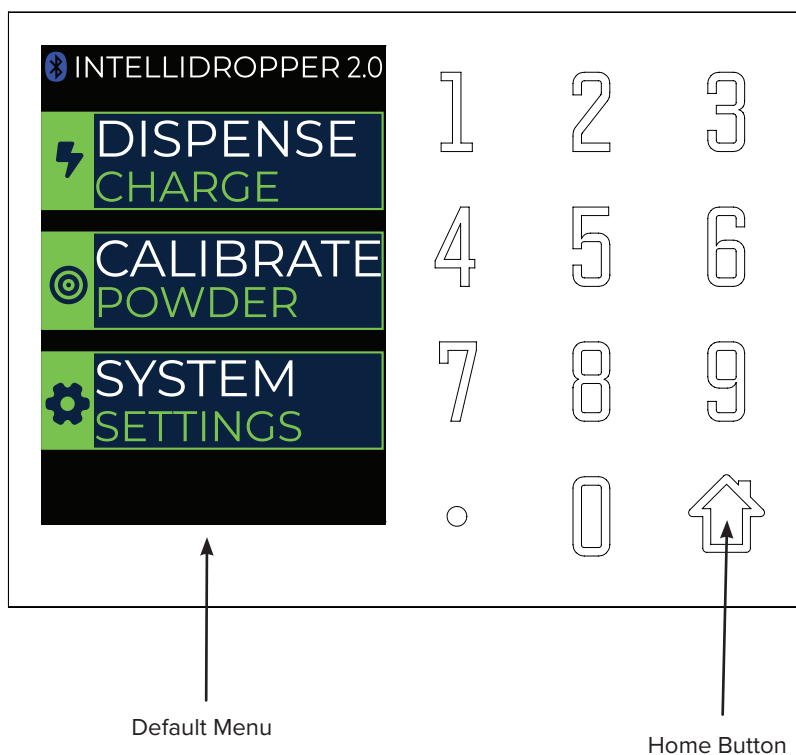 INTELLIDROPPER 2.0
DISPENSE
CHARGE
CALIBRATE
POWDER
SYSTEM
SETTINGS
1 2 3
4 5 6
7 8 9
. 0
Default Menu
Home Button